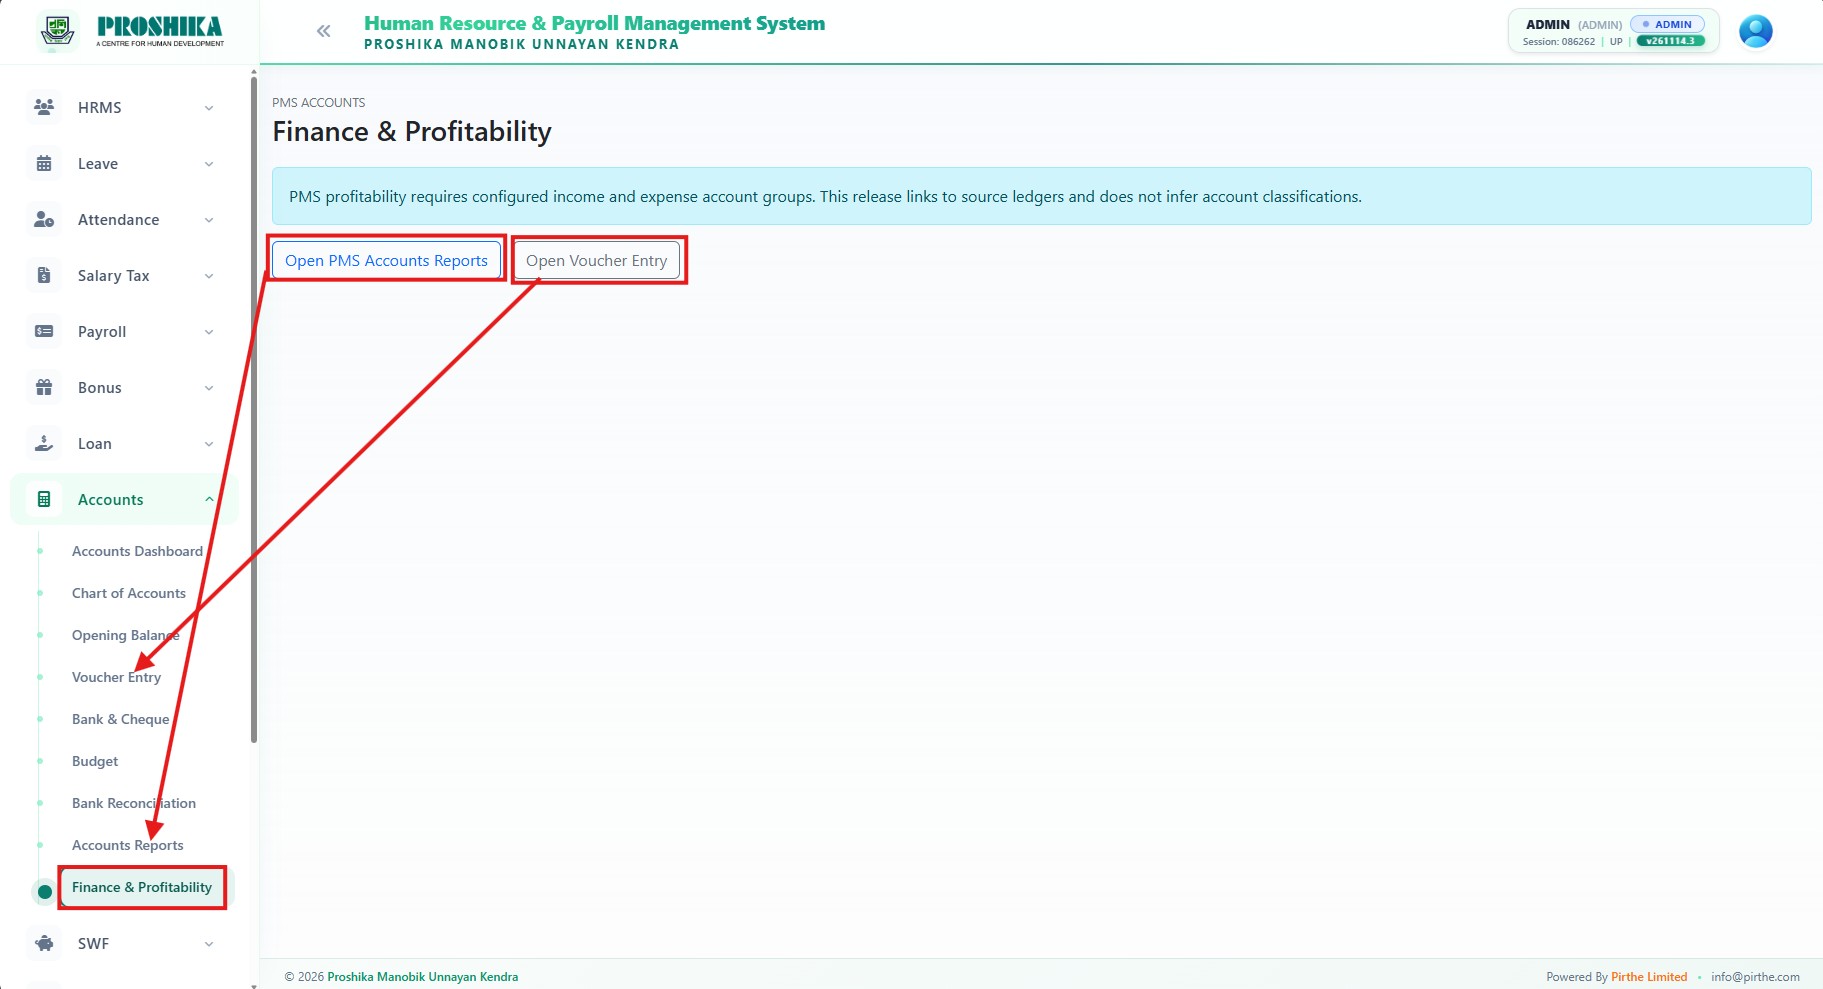 PROSHIKA
A CENTRE FOR HUMAN DEVELOPMENT
Human Resource & Payroll Management System
PROSHIKA MANOBIK UNNAYAN KENDRA
ADMIN (ADMIN) ADMIN
Session: 086262 | UP | v261114.3
HRMS
Leave
Attendance
Salary Tax
Payroll
Bonus
Loan
Accounts
Accounts Dashboard
Chart of Accounts
Opening Balance
Voucher Entry
Bank & Cheque
Budget
Bank Reconciliation
Accounts Reports
Finance & Profitability
SWF
PMS ACCOUNTS
Finance & Profitability
PMS profitability requires configured income and expense account groups. This release links to source ledgers and does not infer account classifications.
Open PMS Accounts Reports
Open Voucher Entry
© 2026 Proshika Manobik Unnayan Kendra
Powered By Pirthe Limited • info@pirthe.com